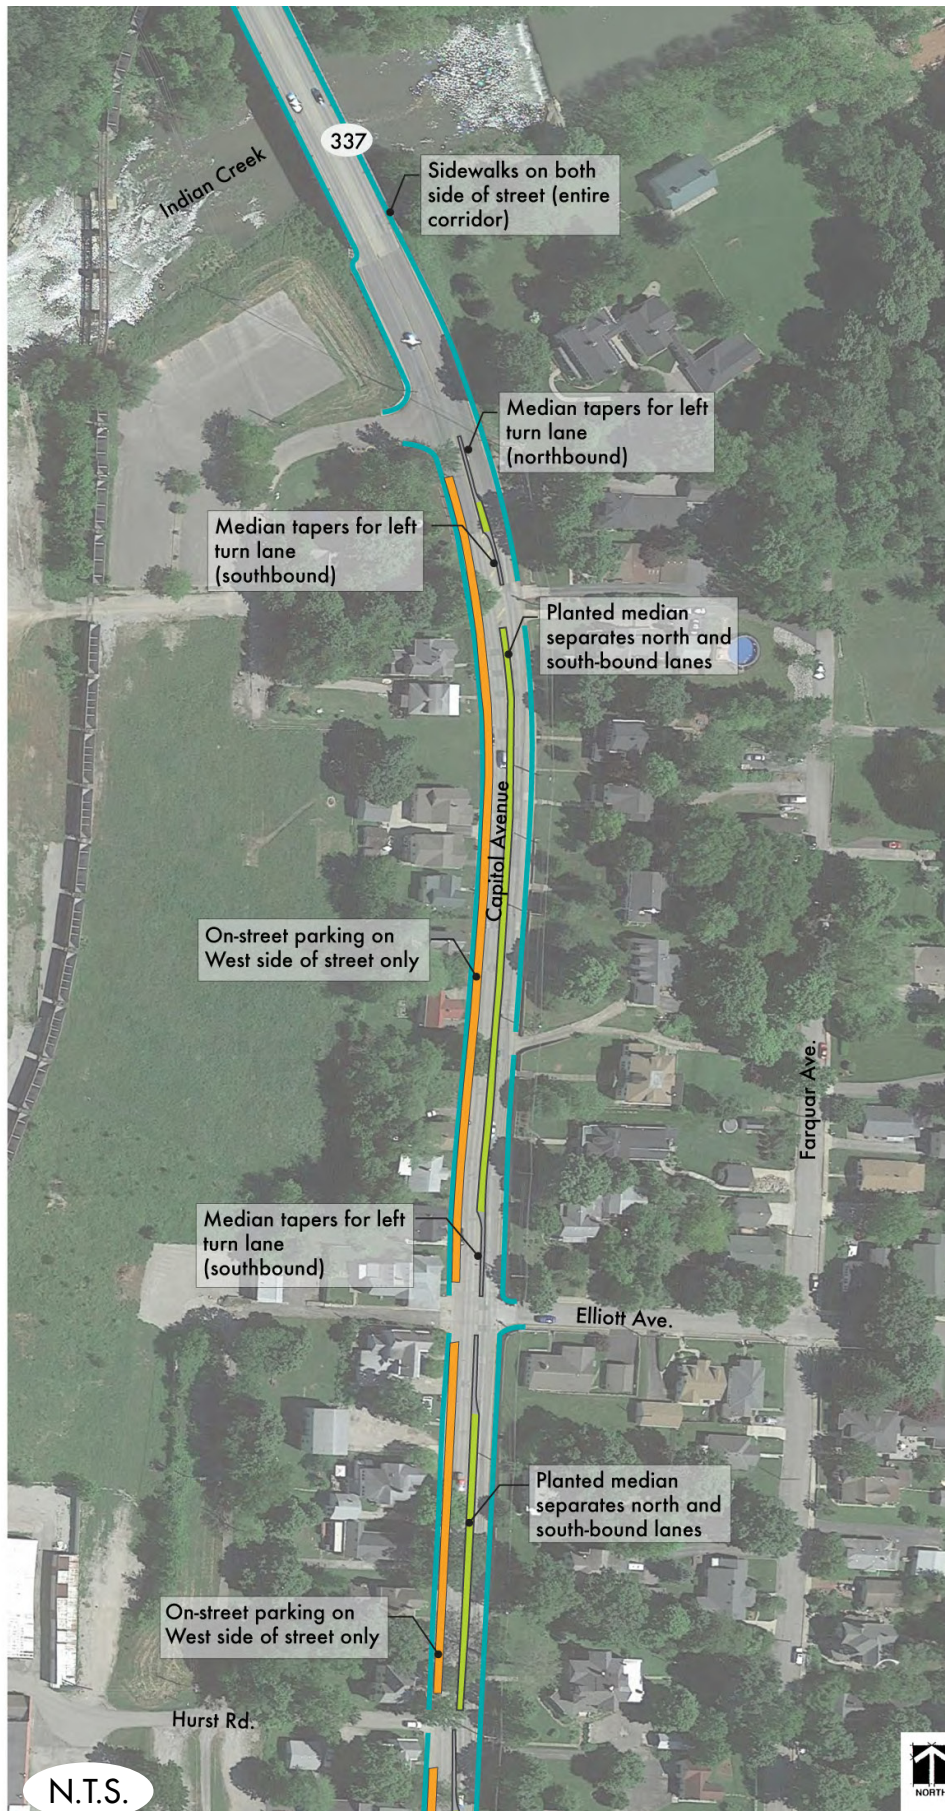 337
Indian Creek
Sidewalks on both
side of street (entire
corridor)
Median tapers for left
turn lane
(northbound)
Median tapers for left
turn lane
(southbound)
Planted median
separates north and
south-bound lanes
Capitol Avenue
On-street parking on
West side of street only
Farquar Ave.
Median tapers for left
turn lane
(southbound)
Elliott Ave.
Planted median
separates north and
south-bound lanes
On-street parking on
West side of street only
Hurst Rd.
N.T.S.
NORTH